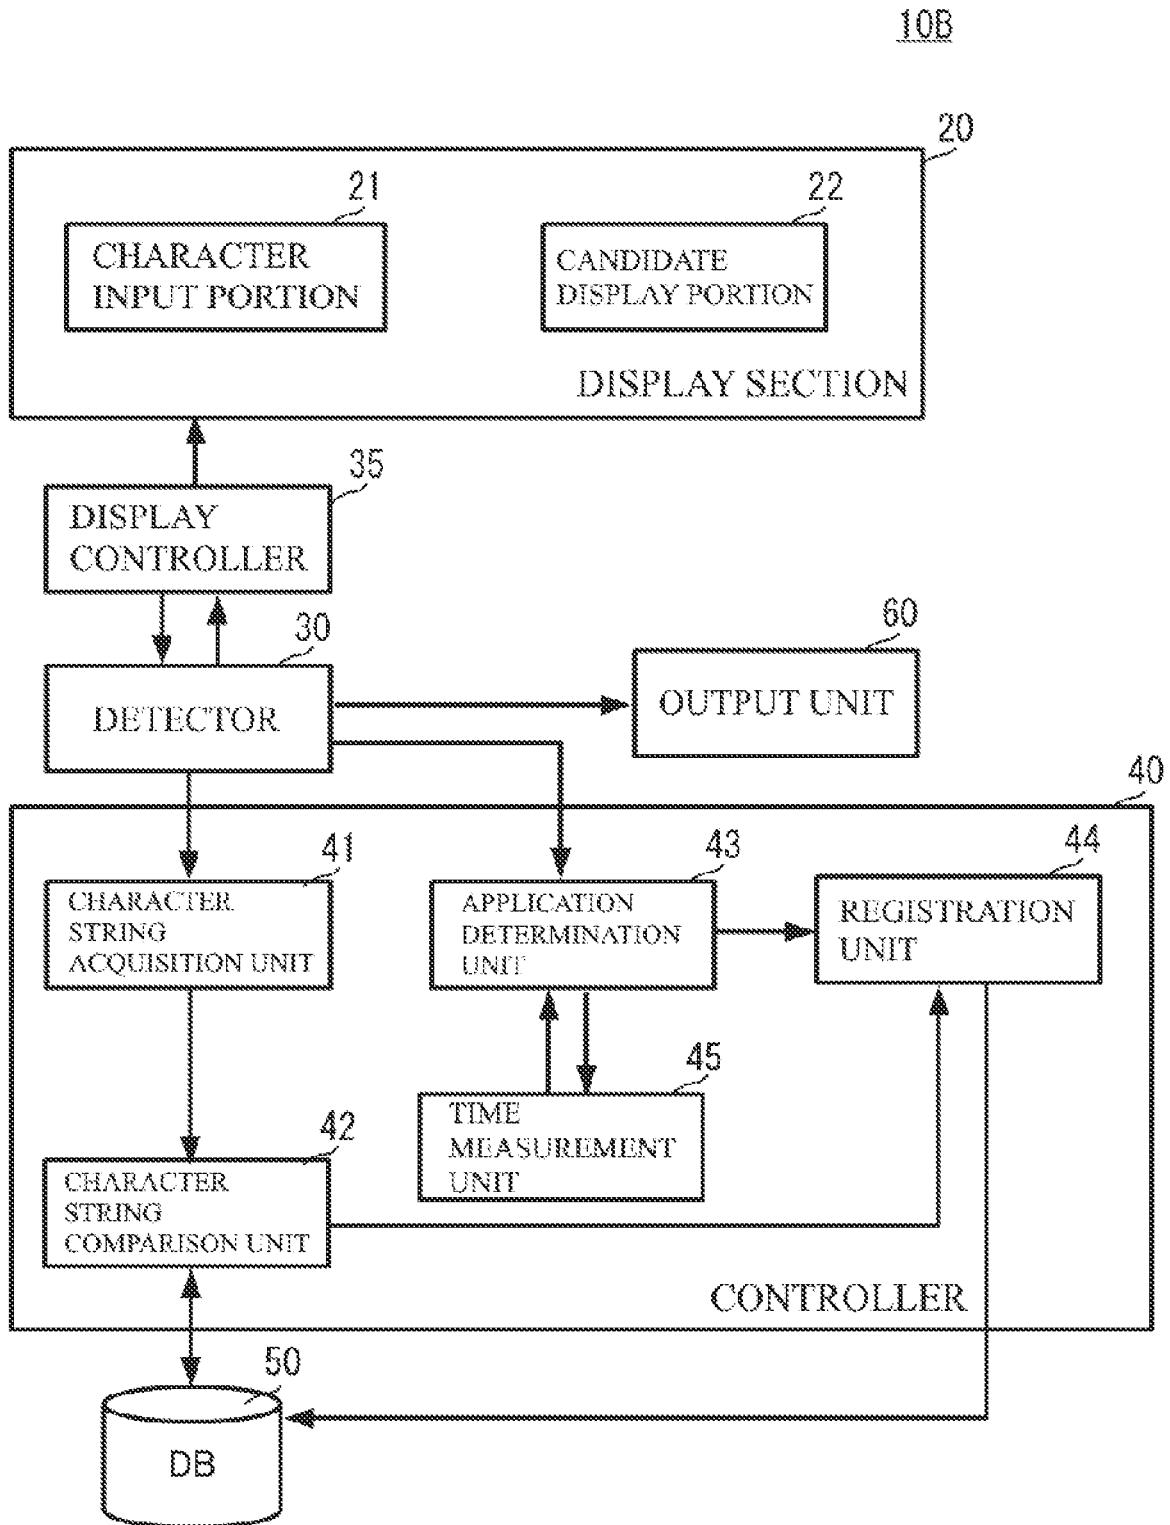 10B
20
21
22
CHARACTER
INPUT PORTION
CANDIDATE
DISPLAY PORTION
DISPLAY SECTION
35
DISPLAY
CONTROLLER
30
60
DETECTOR
OUTPUT UNIT
40
41
43
44
CHARACTER
STRING
ACQUISITION UNIT
APPLICATION
DETERMINATION
UNIT
REGISTRATION
UNIT
45
TIME
MEASUREMENT
UNIT
42
CHARACTER
STRING
COMPARISON UNIT
CONTROLLER
50
DB